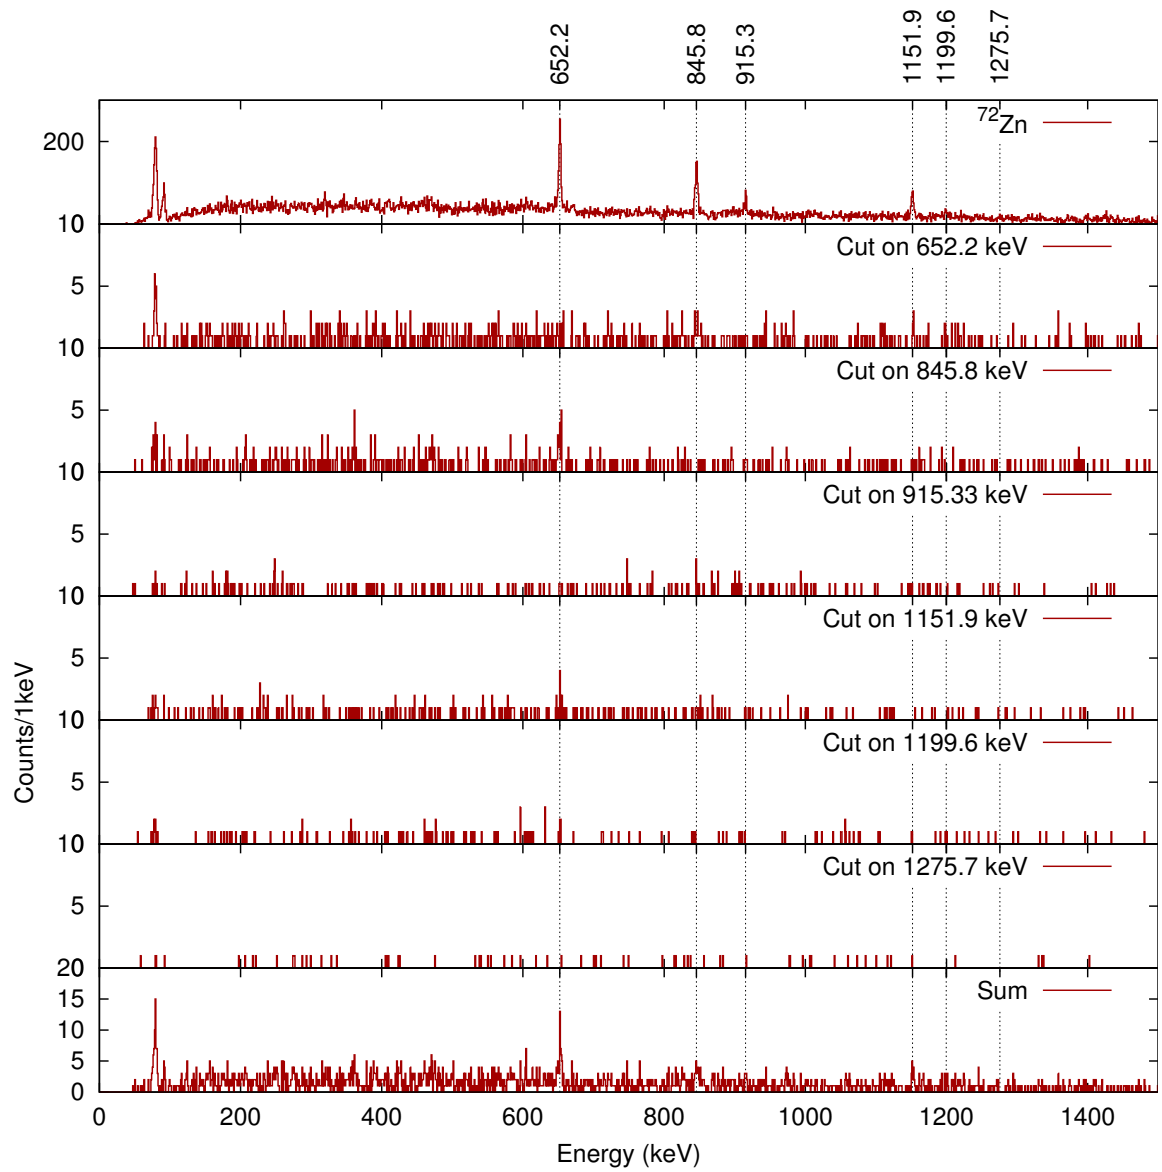 652.2
845.8
915.3
1151.9
1199.6
1275.7
200
⁷²Zn
10
Cut on 652.2 keV
5
10
Cut on 845.8 keV
5
10
Cut on 915.33 keV
5
10
Cut on 1151.9 keV
5
10
Cut on 1199.6 keV
5
10
Cut on 1275.7 keV
5
20
Sum
15
10
5
0
0 200 400 600 800 1000 1200 1400
Energy (keV)
Counts/1keV